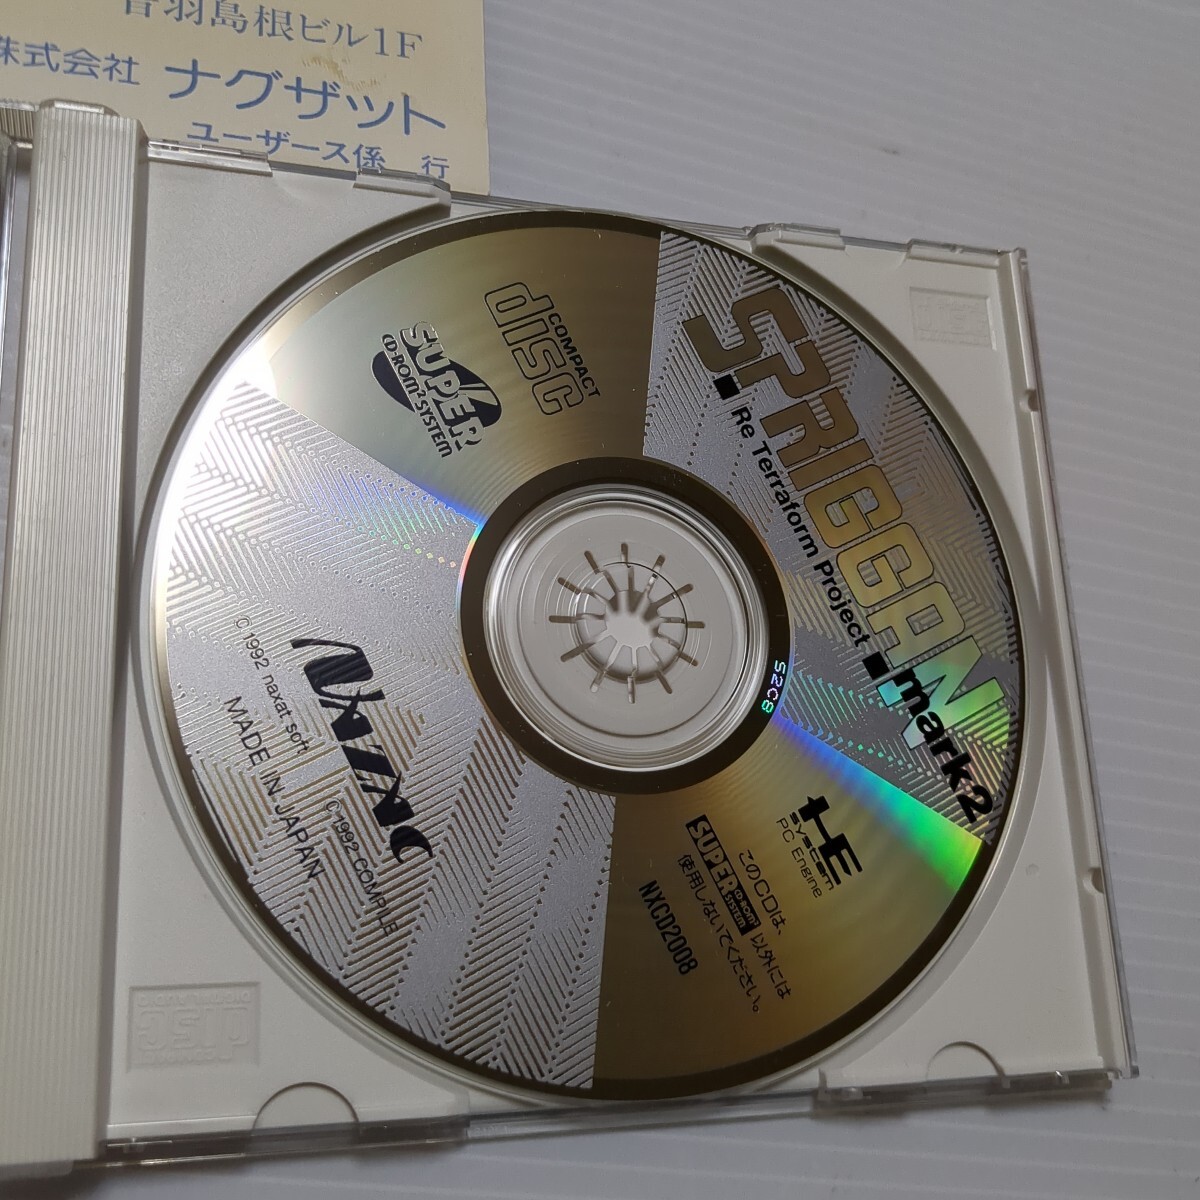 音羽島根ビル1F
株式会社 ナグザット
ユーザース係 行
COMPACT
disc
SUPER
CD-ROM² SYSTEM
SPRIGGAN
Re Terraform Project
mark2
S2C8
HE
system
PC Engine
このCDは、
SUPER CD-ROM² SYSTEM 以外には
使用しないでください。
NXCD2008
©1992 naxat soft
©1992 COMPILE
MADE IN JAPAN